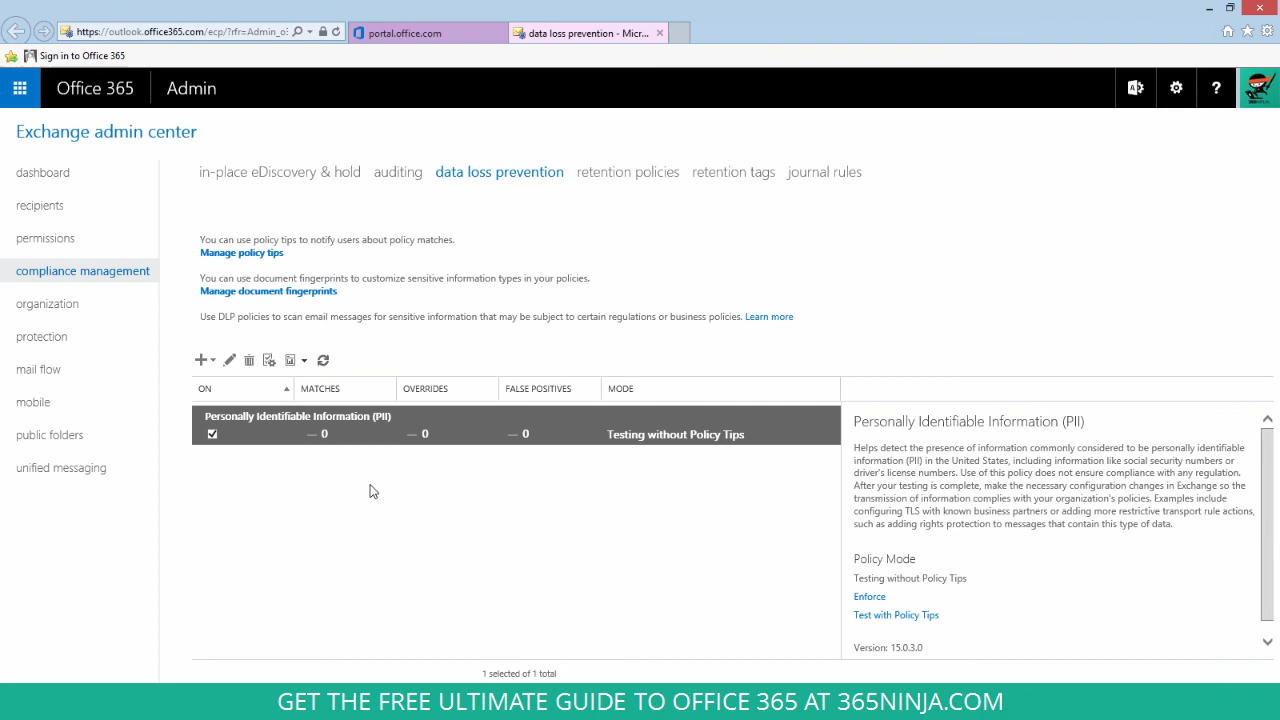 https://outlook.office365.com/ecp/?rfr=Admin_o:
portal.office.com
data loss prevention - Micr...
Sign in to Office 365
Office 365
Admin
Exchange admin center
dashboard
recipients
permissions
compliance management
organization
protection
mail flow
mobile
public folders
unified messaging
in-place eDiscovery & hold auditing data loss prevention retention policies retention tags journal rules
You can use policy tips to notify users about policy matches.
Manage policy tips
You can use document fingerprints to customize sensitive information types in your policies.
Manage document fingerprints
Use DLP policies to scan email messages for sensitive information that may be subject to certain regulations or business policies. Learn more
ON MATCHES OVERRIDES FALSE POSITIVES MODE
Personally Identifiable Information (PII)
— 0 — 0 — 0 Testing without Policy Tips
Personally Identifiable Information (PII)
Helps detect the presence of information commonly considered to be personally identifiable
information (PII) in the United States, including information like social security numbers or
driver's license numbers. Use of this policy does not ensure compliance with any regulation.
After your testing is complete, make the necessary configuration changes in Exchange so the
transmission of information complies with your organization's policies. Examples include
configuring TLS with known business partners or adding more restrictive transport rule actions,
such as adding rights protection to messages that contain this type of data.
Policy Mode
Testing without Policy Tips
Enforce
Test with Policy Tips
Version: 15.0.3.0
1 selected of 1 total
GET THE FREE ULTIMATE GUIDE TO OFFICE 365 AT 365NINJA.COM